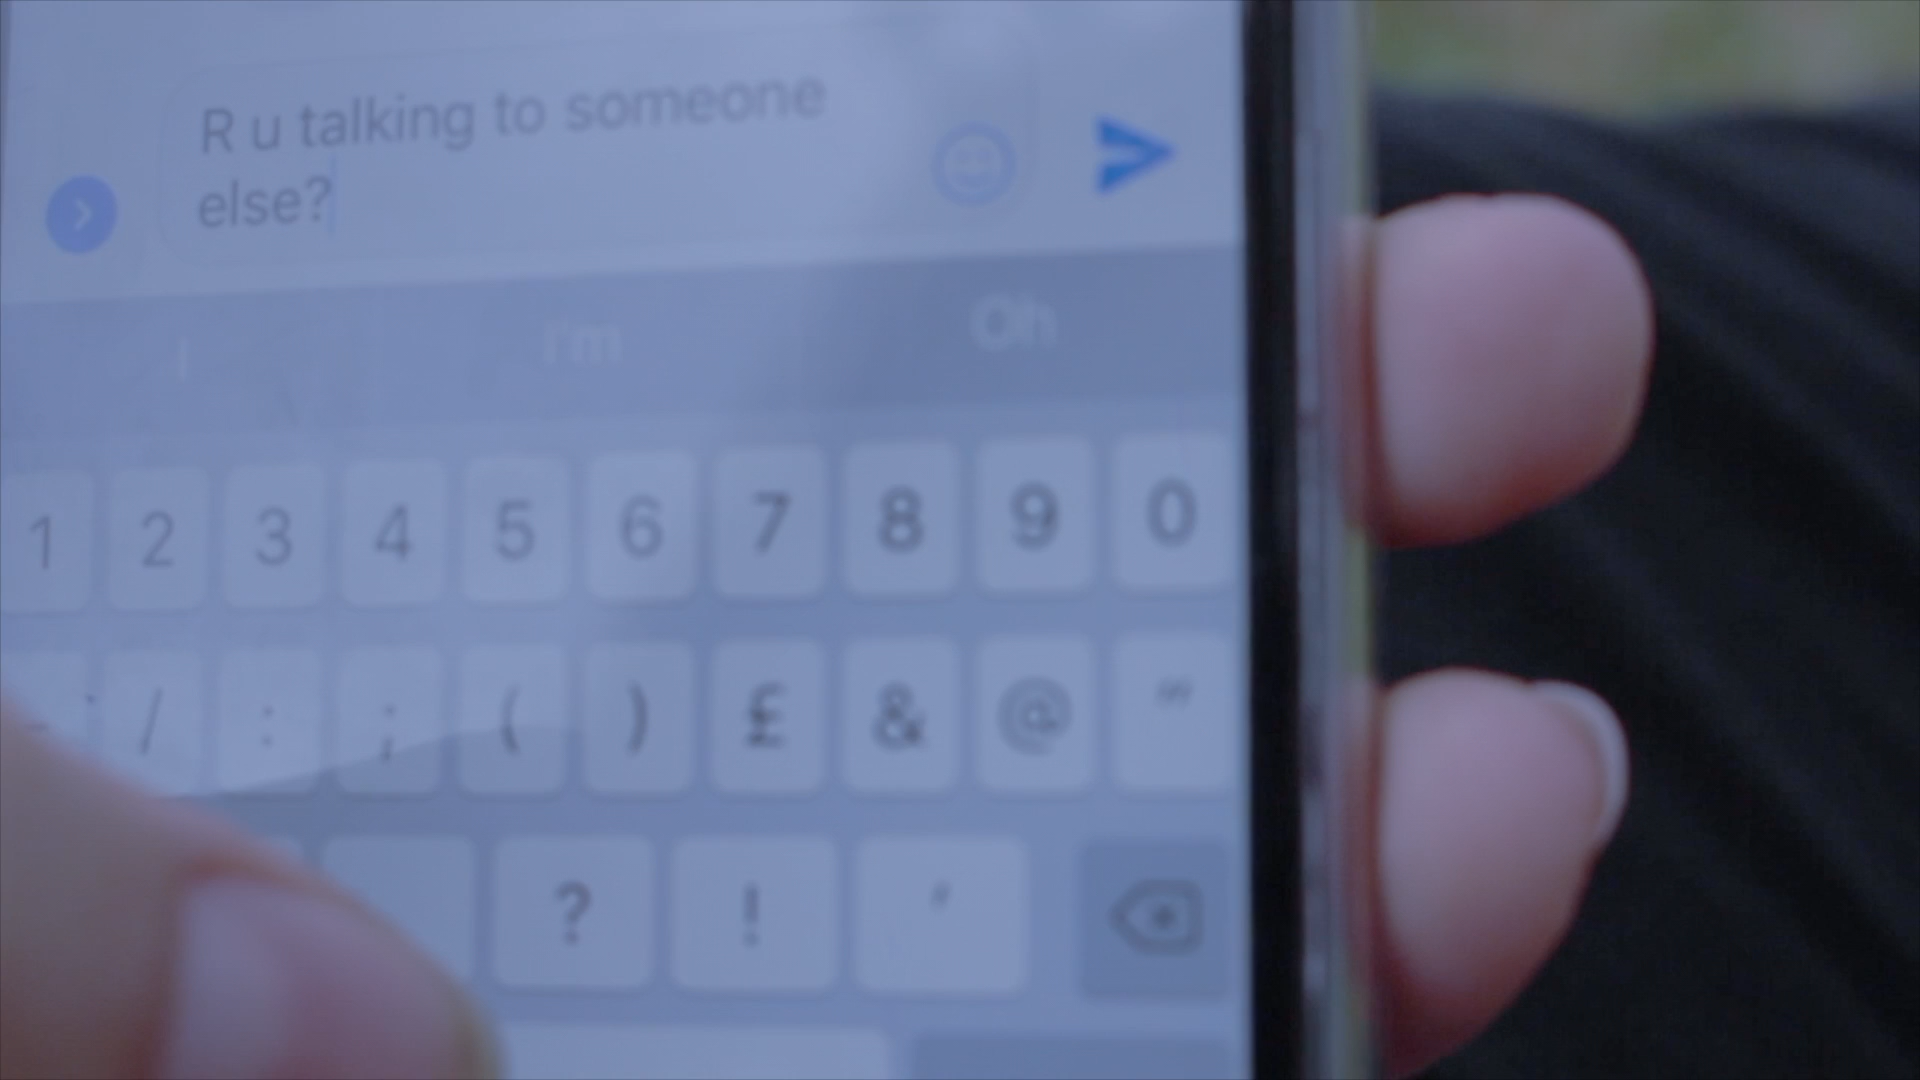 R u talking to someone
else?
I I'm Oh
1 2 3 4 5 6 7 8 9 0
- / : ; ( ) £ & @ "
? ! '